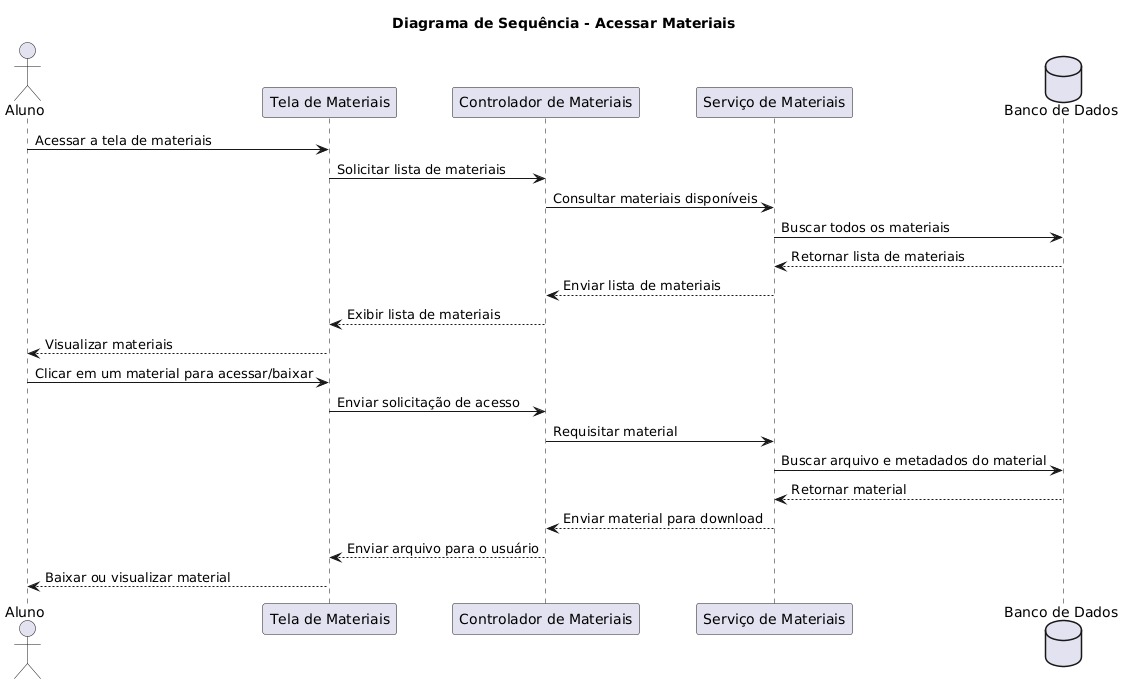 Diagrama de Sequência - Acessar Materiais
Aluno
Tela de Materiais
Controlador de Materiais
Serviço de Materiais
Banco de Dados
Acessar a tela de materiais
Solicitar lista de materiais
Consultar materiais disponíveis
Buscar todos os materiais
Retornar lista de materiais
Enviar lista de materiais
Exibir lista de materiais
Visualizar materiais
Clicar em um material para acessar/baixar
Enviar solicitação de acesso
Requisitar material
Buscar arquivo e metadados do material
Retornar material
Enviar material para download
Enviar arquivo para o usuário
Baixar ou visualizar material
Aluno
Tela de Materiais
Controlador de Materiais
Serviço de Materiais
Banco de Dados